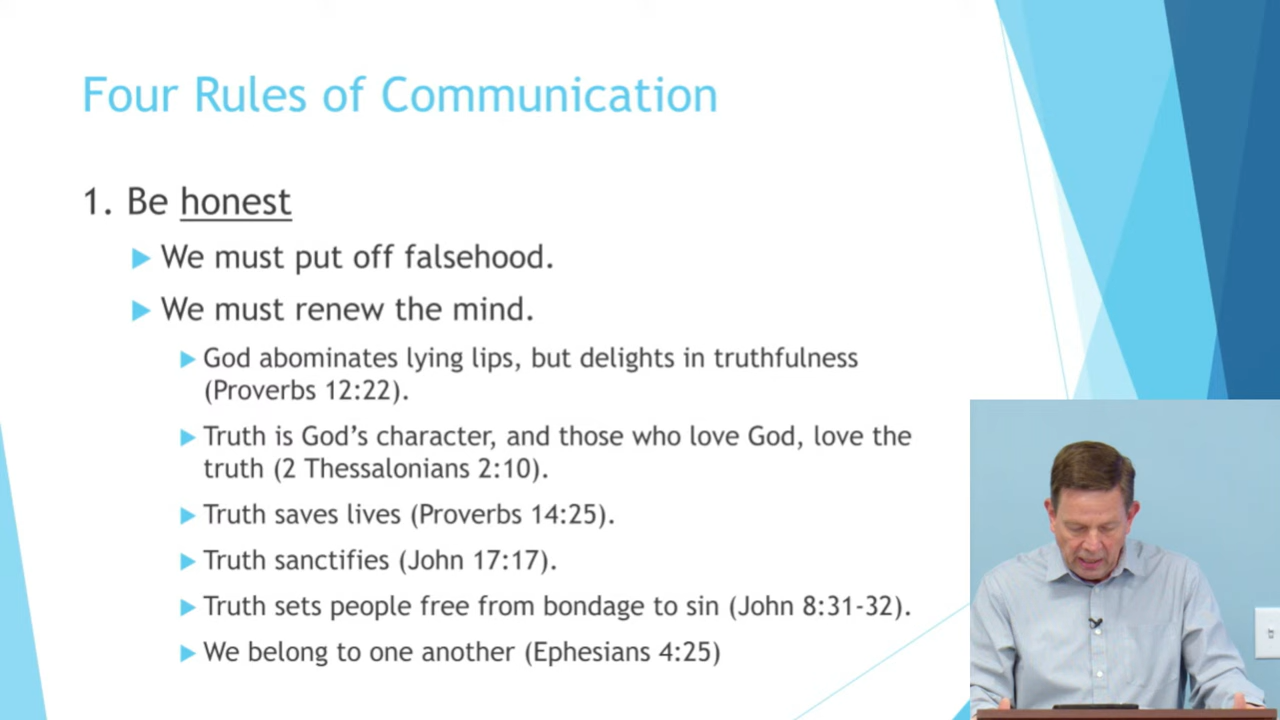 Four Rules of Communication
1. Be honest
We must put off falsehood.
We must renew the mind.
God abominates lying lips, but delights in truthfulness
(Proverbs 12:22).
Truth is God’s character, and those who love God, love the
truth (2 Thessalonians 2:10).
Truth saves lives (Proverbs 14:25).
Truth sanctifies (John 17:17).
Truth sets people free from bondage to sin (John 8:31-32).
We belong to one another (Ephesians 4:25)